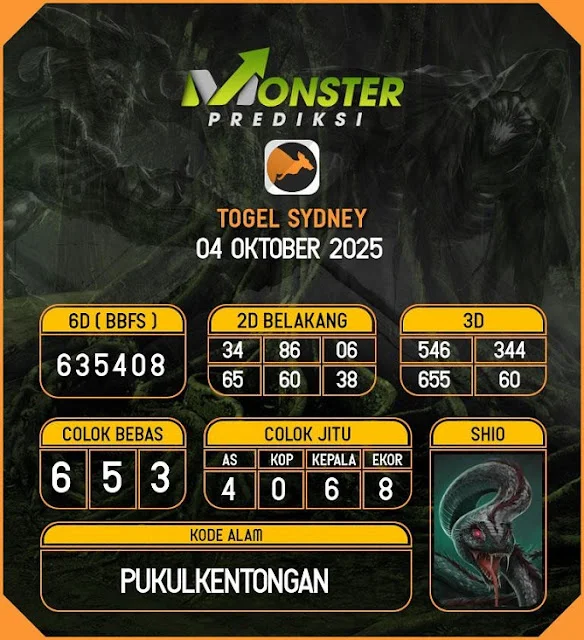 MONSTER
PREDIKSI
TOGEL SYDNEY
04 OKTOBER 2025
6D ( BBFS )
635408
2D BELAKANG
34 86 06
65 60 38
3D
546 344
655 60
COLOK BEBAS
6 5 3
COLOK JITU
AS KOP KEPALA EKOR
4 0 6 8
SHIO
KODE ALAM
PUKULKENTONGAN